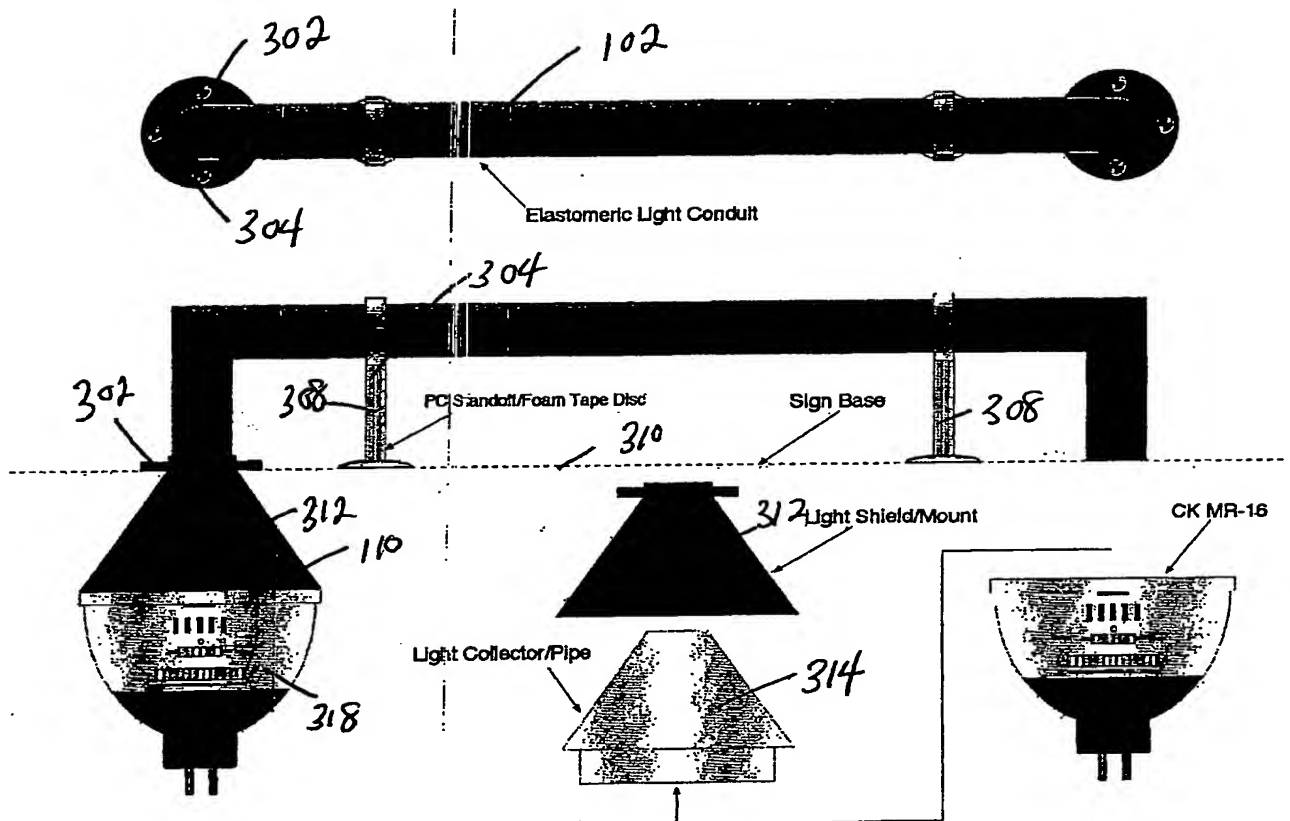 302
102
304
Elastomeric Light Conduit
304
302
308
PC Standoff/Foam Tape Disc
Sign Base
308
310
312
312
Light Shield/Mount
CK MR-16
110
Light Collector/Pipe
314
318